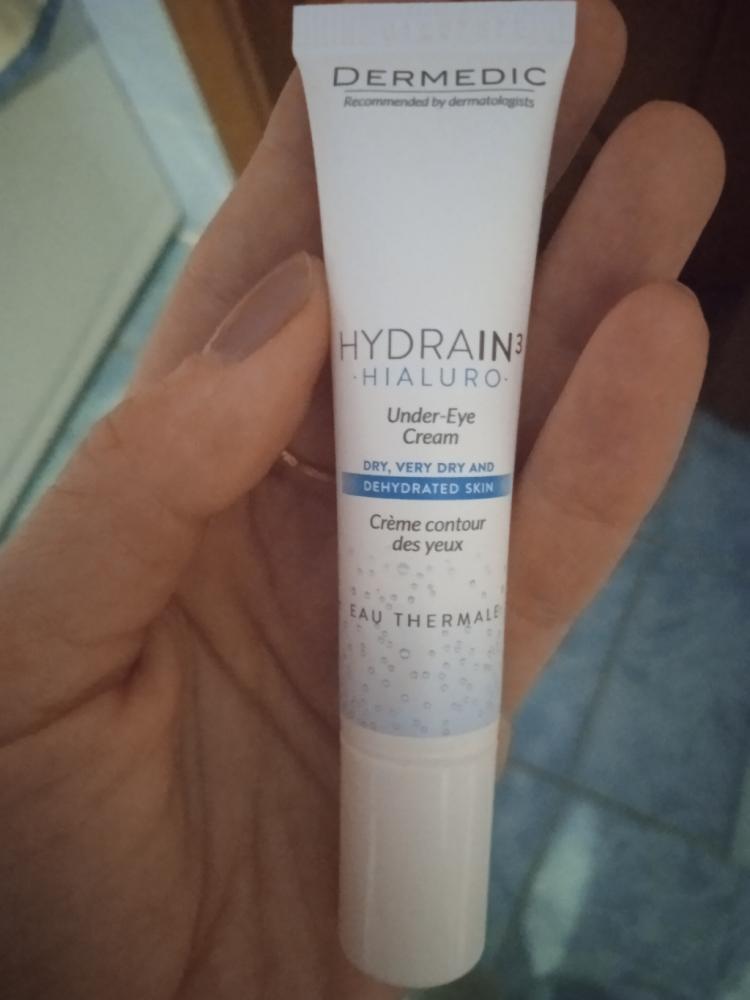 DERMEDIC
Recommended by dermatologists
HYDRAIN³
·HIALURO·
Under-Eye
Cream
DRY, VERY DRY AND
DEHYDRATED SKIN
Crème contour
des yeux
EAU THERMALE